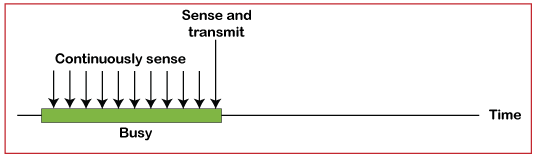 Sense and
transmit
Continuously sense
Time
Busy